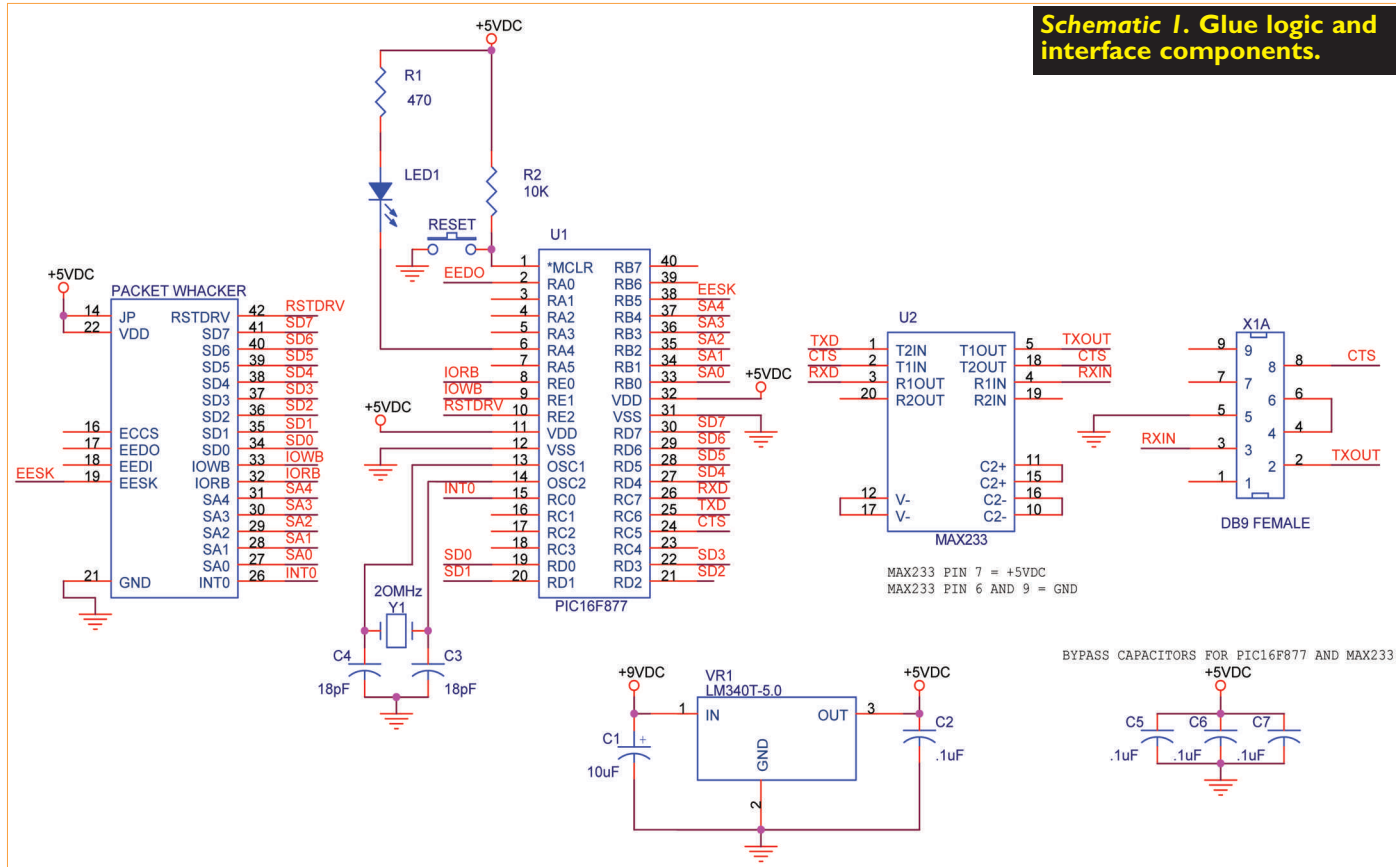 Schematic 1. Glue logic and
interface components.
+5VDC
R1
470
LED1
R2
10K
RESET
+5VDC
PACKET WHACKER
14 JP RSTDRV 42 RSTDRV
22 VDD SD7 41 SD7
SD6 40 SD6
SD5 39 SD5
SD4 38 SD4
SD3 37 SD3
SD2 36 SD2
16 ECCS SD1 35 SD1
17 EEDO SD0 34 SD0
18 EEDI IOWB 33 IOWB
EESK 19 EESK IORB 32 IORB
SA4 31 SA4
SA3 30 SA3
SA2 29 SA2
SA1 28 SA1
SA0 27 SA0
21 GND INT0 26 INT0
U1
1 *MCLR RB7 40
EEDO 2 RA0 RB6 39
3 RA1 RB5 38 EESK
4 RA2 RB4 37 SA4
5 RA3 RB3 36 SA3
6 RA4 RB2 35 SA2
7 RA5 RB1 34 SA1
IORB 8 RE0 RB0 33 SA0
IOWB 9 RE1 VDD 32 +5VDC
RSTDRV 10 RE2 VSS 31
+5VDC 11 VDD RD7 30 SD7
12 VSS RD6 29 SD6
13 OSC1 RD5 28 SD5
14 OSC2 RD4 27 SD4
INT0 15 RC0 RC7 26 RXD
16 RC1 RC6 25 TXD
17 RC2 RC5 24 CTS
18 RC3 RC4 23
SD0 19 RD0 RD3 22 SD3
SD1 20 RD1 RD2 21 SD2
PIC16F877
20MHz
Y1
C4
18pF
C3
18pF
U2
TXD 1 T2IN T1OUT 5 TXOUT
CTS 2 T1IN T2OUT 18 CTS
RXD 3 R1OUT R1IN 4 RXIN
20 R2OUT R2IN 19
C2+ 11
C2+ 15
12 V- C2- 16
17 V- C2- 10
MAX233
MAX233 PIN 7 = +5VDC
MAX233 PIN 6 AND 9 = GND
X1A
9 9
8 8 CTS
7 7
6 6
5 5
4 4
RXIN 3 3
2 2 TXOUT
1 1
DB9 FEMALE
+9VDC
VR1
LM340T-5.0
1 IN OUT 3
GND
2
+5VDC
C1 +
10uF
C2
.1uF
BYPASS CAPACITORS FOR PIC16F877 AND MAX233
+5VDC
C5 C6 C7
.1uF .1uF .1uF